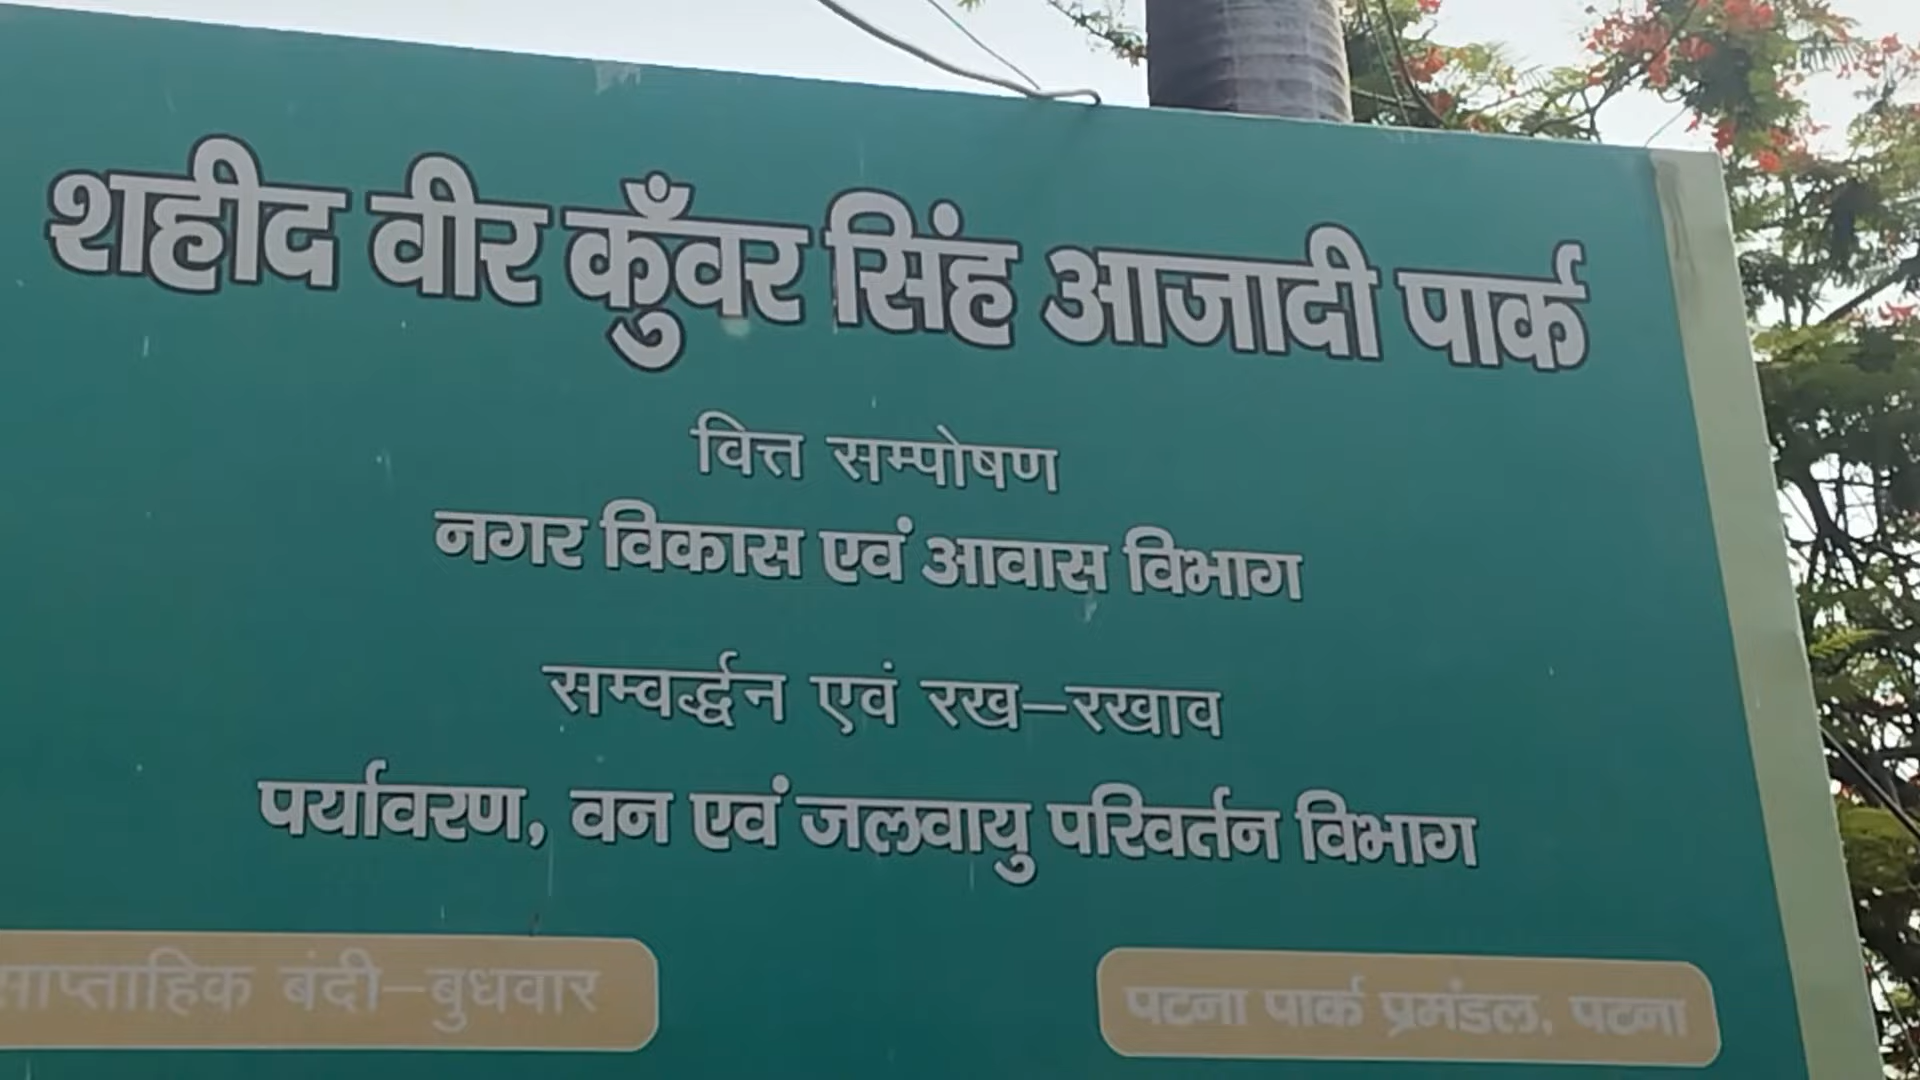 शहीद वीर कुँवर सिंह आजादी पार्क
वित्त सम्पोषण
नगर विकास एवं आवास विभाग
सम्वर्द्धन एवं रख–रखाव
पर्यावरण, वन एवं जलवायु परिवर्तन विभाग
साप्ताहिक बंदी–बुधवार
पटना पार्क प्रमंडल, पटना